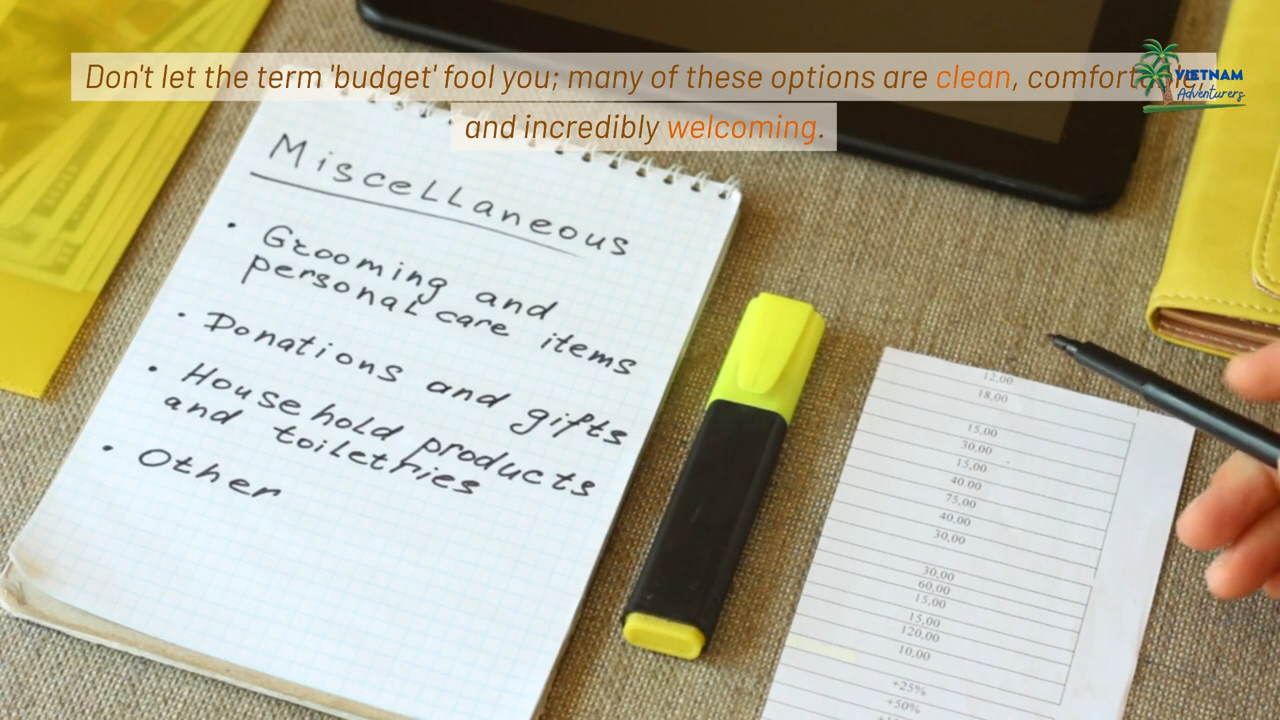 Don't let the term 'budget' fool you; many of these options are clean,
and incredibly welcoming.
VIETNAM
Adventurers
Miscellaneous
• Grooming and
personal care items
• Donations and gifts
• Household products
and toiletries
• Other
12,00
18,00
15,00
30,00
15,00
40,00
75,00
40,00
30,00
30,00
60,00
15,00
15,00
120,00
10,00
+25%
+50%